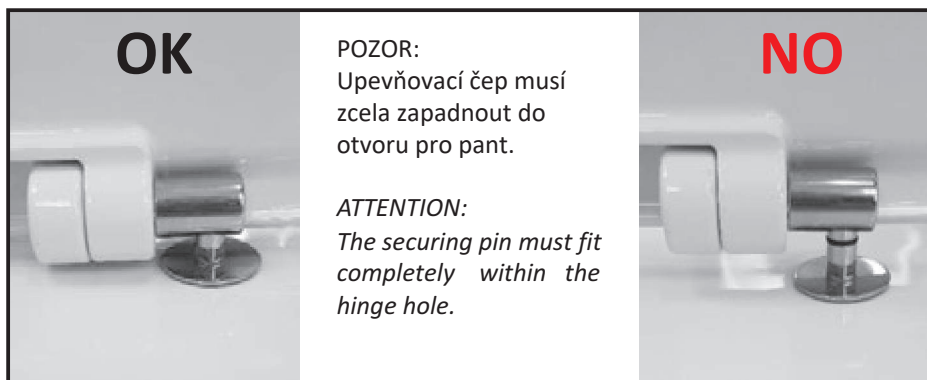 OK
POZOR:
Upevňovací čep musí
zcela zapadnout do
otvoru pro pant.
ATTENTION:
The securing pin must fit
completely within the
hinge hole.
NO